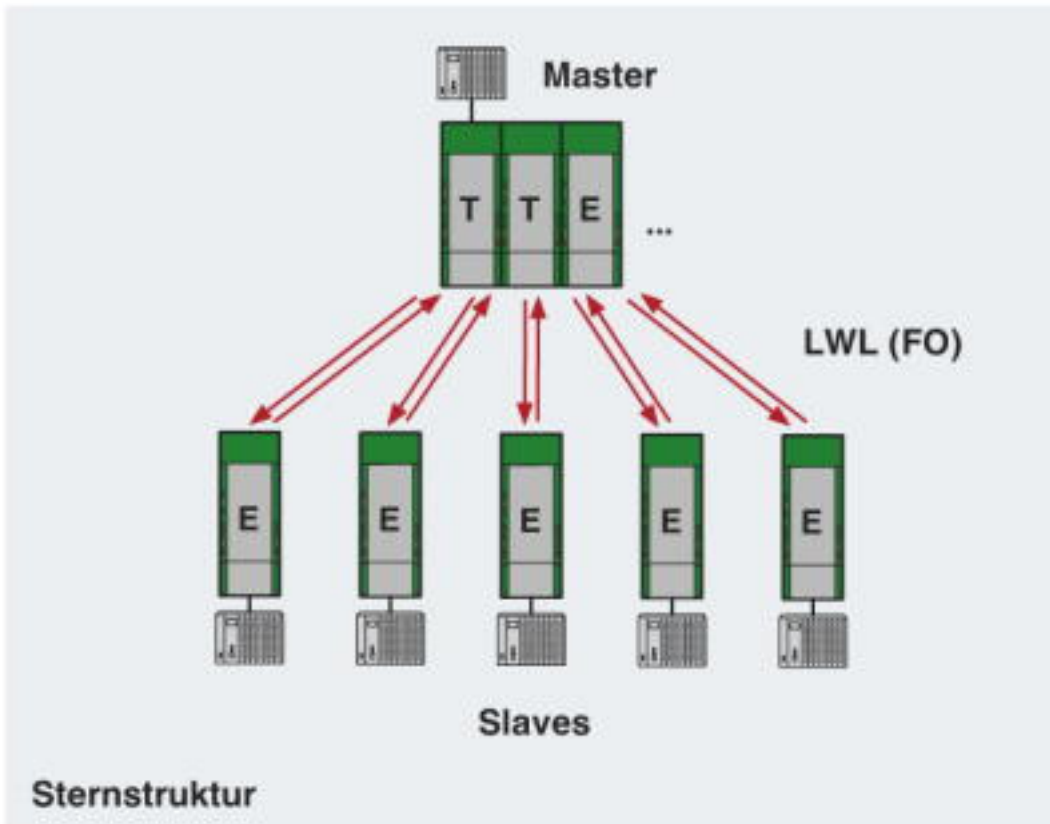 Master
T T E ...
LWL (FO)
E E E E E
Slaves
Sternstruktur